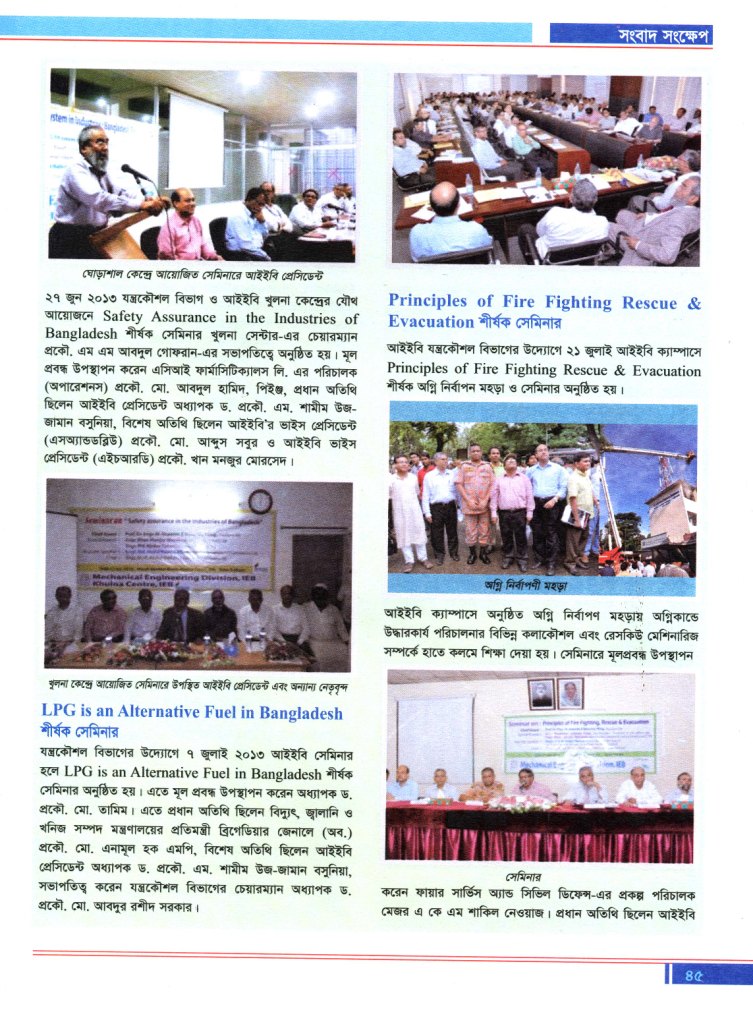 সংবাদ সংক্ষেপ
ঘোড়াশাল কেন্দ্রে আয়োজিত সেমিনারে আইইবি প্রেসিডেন্ট
২৭ জুন ২০১৩ যন্ত্রকৌশল বিভাগ ও আইইবি খুলনা কেন্দ্রের যৌথ
আয়োজনে Safety Assurance in the Industries of
Bangladesh শীর্ষক সেমিনার খুলনা সেন্টার-এর চেয়ারম্যান
প্রকৌ. এম এম আবদুল গোফরান-এর সভাপতিত্বে অনুষ্ঠিত হয়। মূল
প্রবন্ধ উপস্থাপন করেন এসিআই ফার্মাসিটিক্যালস লি. এর পরিচালক
(অপারেশনস) প্রকৌ. মো. আবদুল হামিদ, পিইঞ্জ, প্রধান অতিথি
ছিলেন আইইবি প্রেসিডেন্ট অধ্যাপক ড. প্রকৌ. এম. শামীম উজ-
জামান বসুনিয়া, বিশেষ অতিথি ছিলেন আইইবি'র ভাইস প্রেসিডেন্ট
(এসঅ্যান্ডডব্লিউ) প্রকৌ. মো. আব্দুস সবুর ও আইইবি ভাইস
প্রেসিডেন্ট (এইচআরডি) প্রকৌ. খান মনজুর মোরসেদ।
Seminar on "Safety assurance in the Industries of Bangladesh"
Mechanical Engineering Division, IEB
Khulna Centre, IEB
খুলনা কেন্দ্রে আয়োজিত সেমিনারে উপস্থিত আইইবি প্রেসিডেন্ট এবং অন্যান্য নেতৃবৃন্দ
LPG is an Alternative Fuel in Bangladesh
শীর্ষক সেমিনার
যন্ত্রকৌশল বিভাগের উদ্যোগে ৭ জুলাই ২০১৩ আইইবি সেমিনার
হলে LPG is an Alternative Fuel in Bangladesh শীর্ষক
সেমিনার অনুষ্ঠিত হয়। এতে মূল প্রবন্ধ উপস্থাপন করেন অধ্যাপক ড.
প্রকৌ. মো. তামিম। এতে প্রধান অতিথি ছিলেন বিদ্যুৎ, জ্বালানি ও
খনিজ সম্পদ মন্ত্রণালয়ের প্রতিমন্ত্রী ব্রিগেডিয়ার জেনালে (অব.)
প্রকৌ. মো. এনামূল হক এমপি, বিশেষ অতিথি ছিলেন আইইবি
প্রেসিডেন্ট অধ্যাপক ড. প্রকৌ. এম. শামীম উজ-জামান বসুনিয়া,
সভাপতিত্ব করেন যন্ত্রকৌশল বিভাগের চেয়ারম্যান অধ্যাপক ড.
প্রকৌ. মো. আবদুর রশীদ সরকার।
Principles of Fire Fighting Rescue &
Evacuation শীর্ষক সেমিনার
আইইবি যন্ত্রকৌশল বিভাগের উদ্যোগে ২১ জুলাই আইইবি ক্যাম্পাসে
Principles of Fire Fighting Rescue & Evacuation
শীর্ষক অগ্নি নির্বাপন মহড়া ও সেমিনার অনুষ্ঠিত হয়।
অগ্নি নির্বাপণী মহড়া
আইইবি ক্যাম্পাসে অনুষ্ঠিত অগ্নি নির্বাপণ মহড়ায় অগ্নিকান্ডে
উদ্ধারকার্য পরিচালনার বিভিন্ন কলাকৌশল এবং রেসকিউ মেশিনারিজ
সম্পর্কে হাতে কলমে শিক্ষা দেয়া হয়। সেমিনারে মূলপ্রবন্ধ উপস্থাপন
Seminar on : Principles of Fire Fighting, Rescue & Evacuation
Mechanical Engineering Division, IEB
সেমিনার
করেন ফায়ার সার্ভিস অ্যান্ড সিভিল ডিফেন্স-এর প্রকল্প পরিচালক
মেজর এ কে এম শাকিল নেওয়াজ। প্রধান অতিথি ছিলেন আইইবি
৪৫